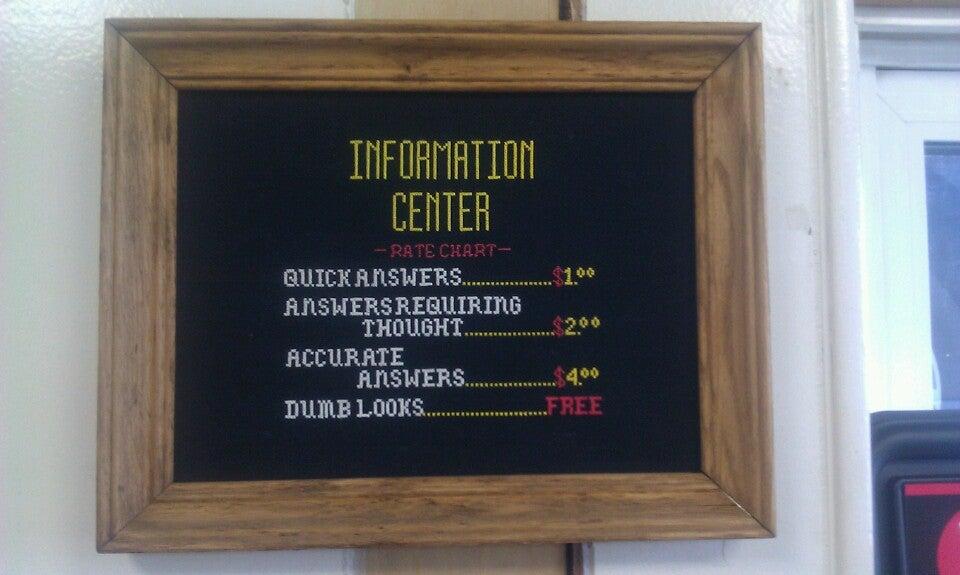 INFORMATION
CENTER
-RATE CHART-
QUICK ANSWERS..................$1.00
ANSWERS REQUIRING
THOUGHT..................$2.00
ACCURATE
ANSWERS..................$4.00
DUMB LOOKS........................FREE